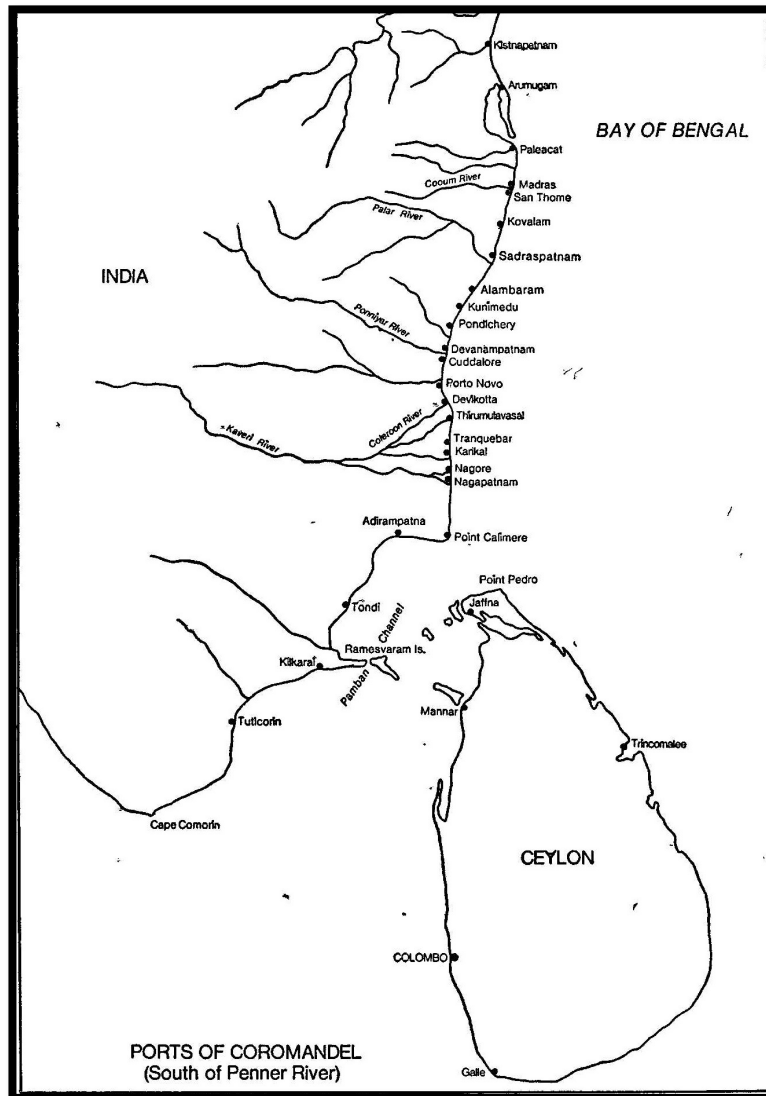 Kistnapatnam
Arumugam
BAY OF BENGAL
Paleacat
Cooum River
Madras
San Thome
Palar River
Kovalam
Sadraspatnam
INDIA
Alambaram
Kunimedu
Ponniyar River
Pondichery
Devanampatnam
Cuddalore
Porto Novo
Devikotta
Coleroon River
Thirumulavasal
Kaveri River
Tranquebar
Karikal
Nagore
Nagapatnam
Adirampatna
Point Calimere
Point Pedro
Jaffna
Tondi
Channel
Ramesvaram Is.
Kilkarai
Pamban
Mannar
Tuticorin
Trincomalee
Cape Comorin
CEYLON
COLOMBO
PORTS OF COROMANDEL
(South of Penner River)
Galle